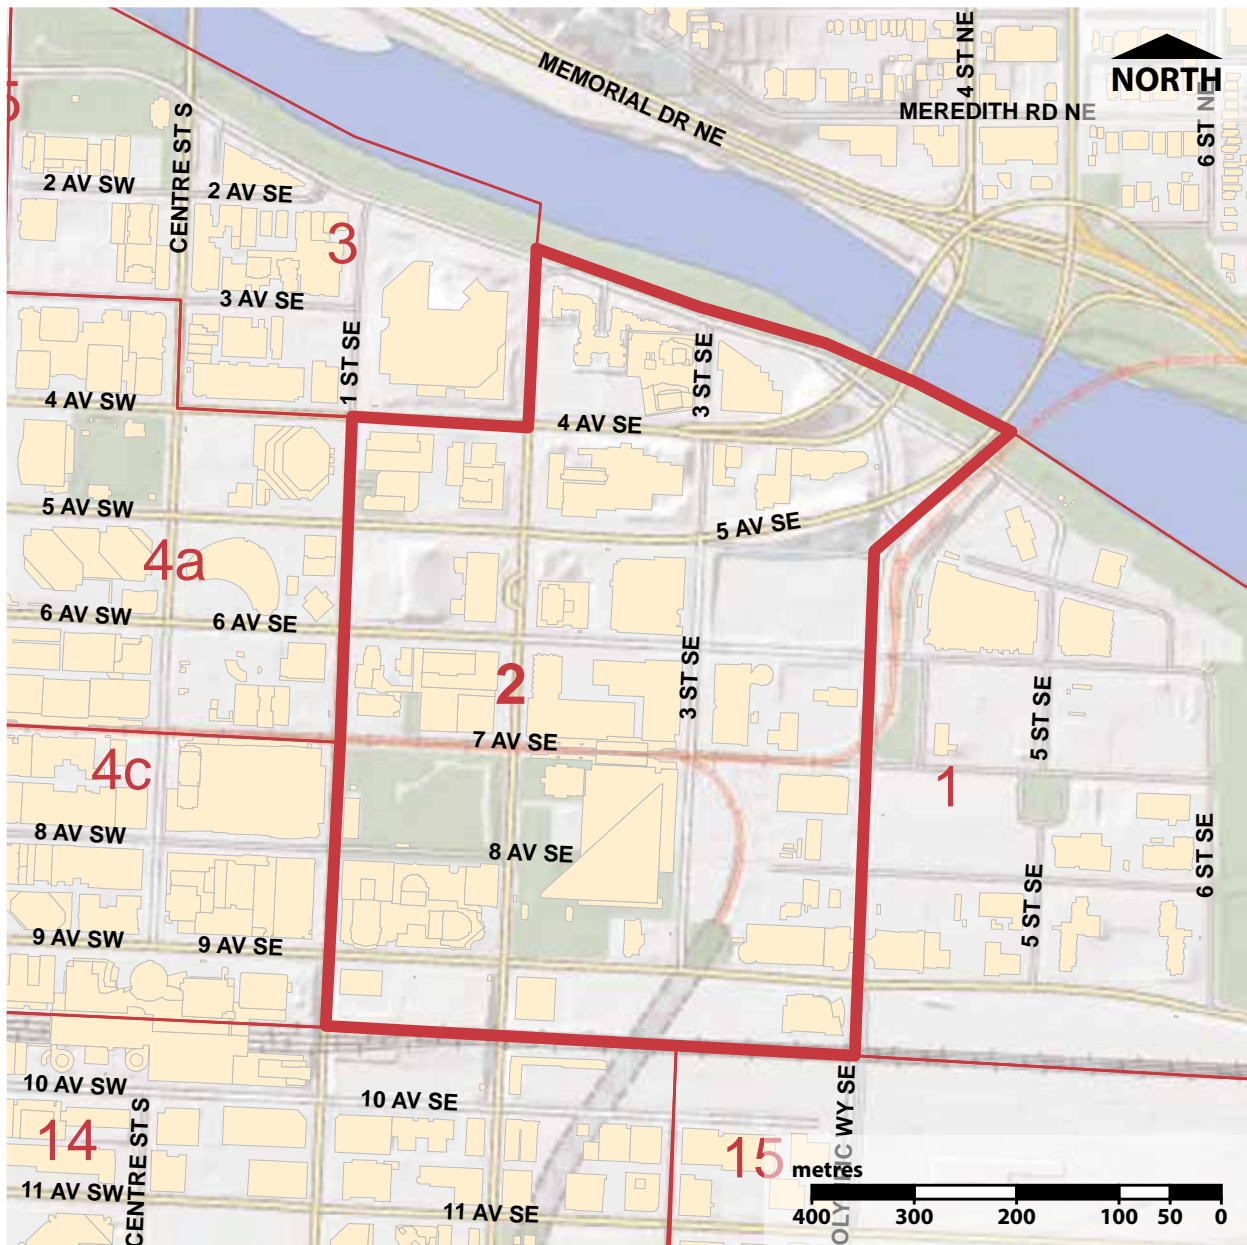 4 ST NE
NORTH
MEMORIAL DR NE
MEREDITH RD NE
6 ST NE
5
CENTRE ST S
2 AV SW
2 AV SE
3
3 AV SE
1 ST SE
3 ST SE
4 AV SW
4 AV SE
5 AV SW
5 AV SE
4a
6 AV SW
6 AV SE
2
3 ST SE
5 ST SE
7 AV SE
4c
1
8 AV SW
8 AV SE
6 ST SE
5 ST SE
9 AV SW
9 AV SE
10 AV SW
10 AV SE
CENTRE ST S
14
15
OLYMPIC WY SE
metres
11 AV SW
11 AV SE
400 300 200 100 50 0